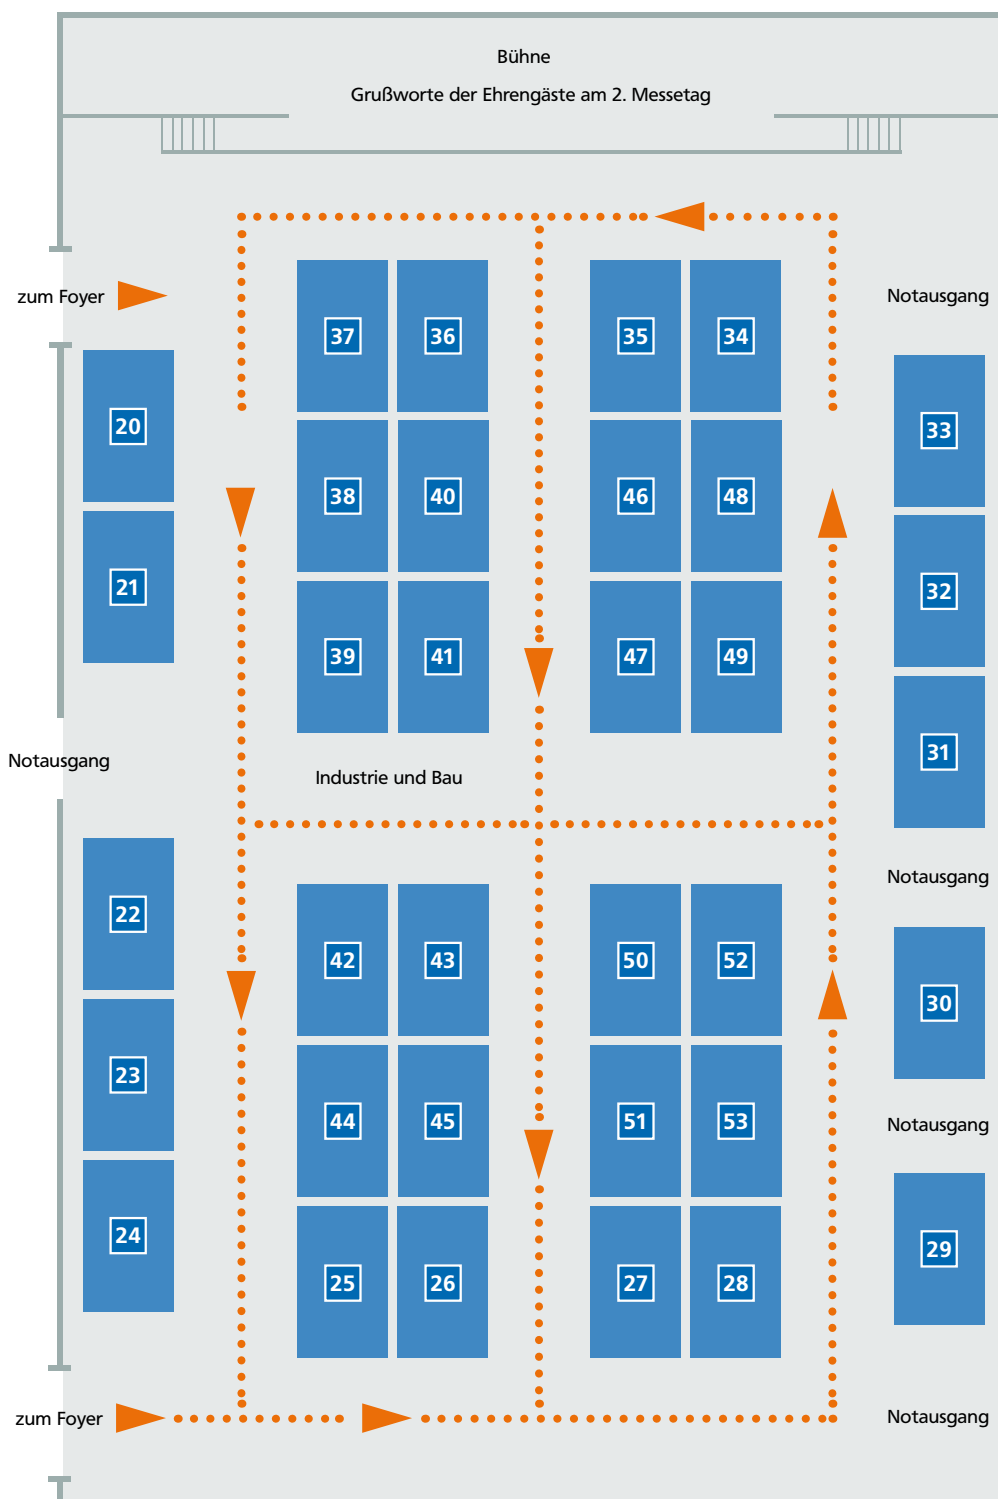 Bühne
Grußworte der Ehrengäste am 2. Messetag
zum Foyer
Notausgang
37 36 35 34
20
33
38 40 46 48
21
32
39 41 47 49
31
Notausgang
Industrie und Bau
Notausgang
22
42 43 50 52
30
23
44 45 51 53
Notausgang
24
29
25 26 27 28
zum Foyer
Notausgang